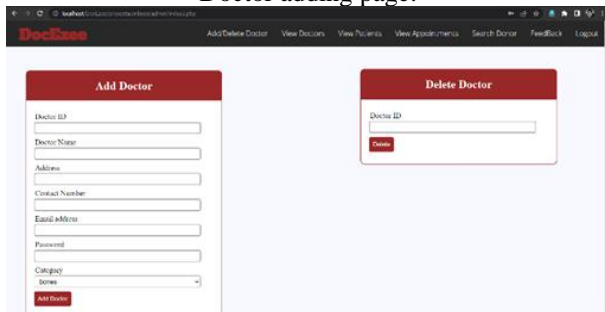 Doctor adding page.
DocEzee
Add/Delete Doctor View Doctors View Patients View Appointments Search Donor FeedBack Logout
Add Doctor
Doctor ID
Doctor Name
Address
Contact Number
Email address
Password
Category
bones
Add Doctor
Delete Doctor
Doctor ID
Delete